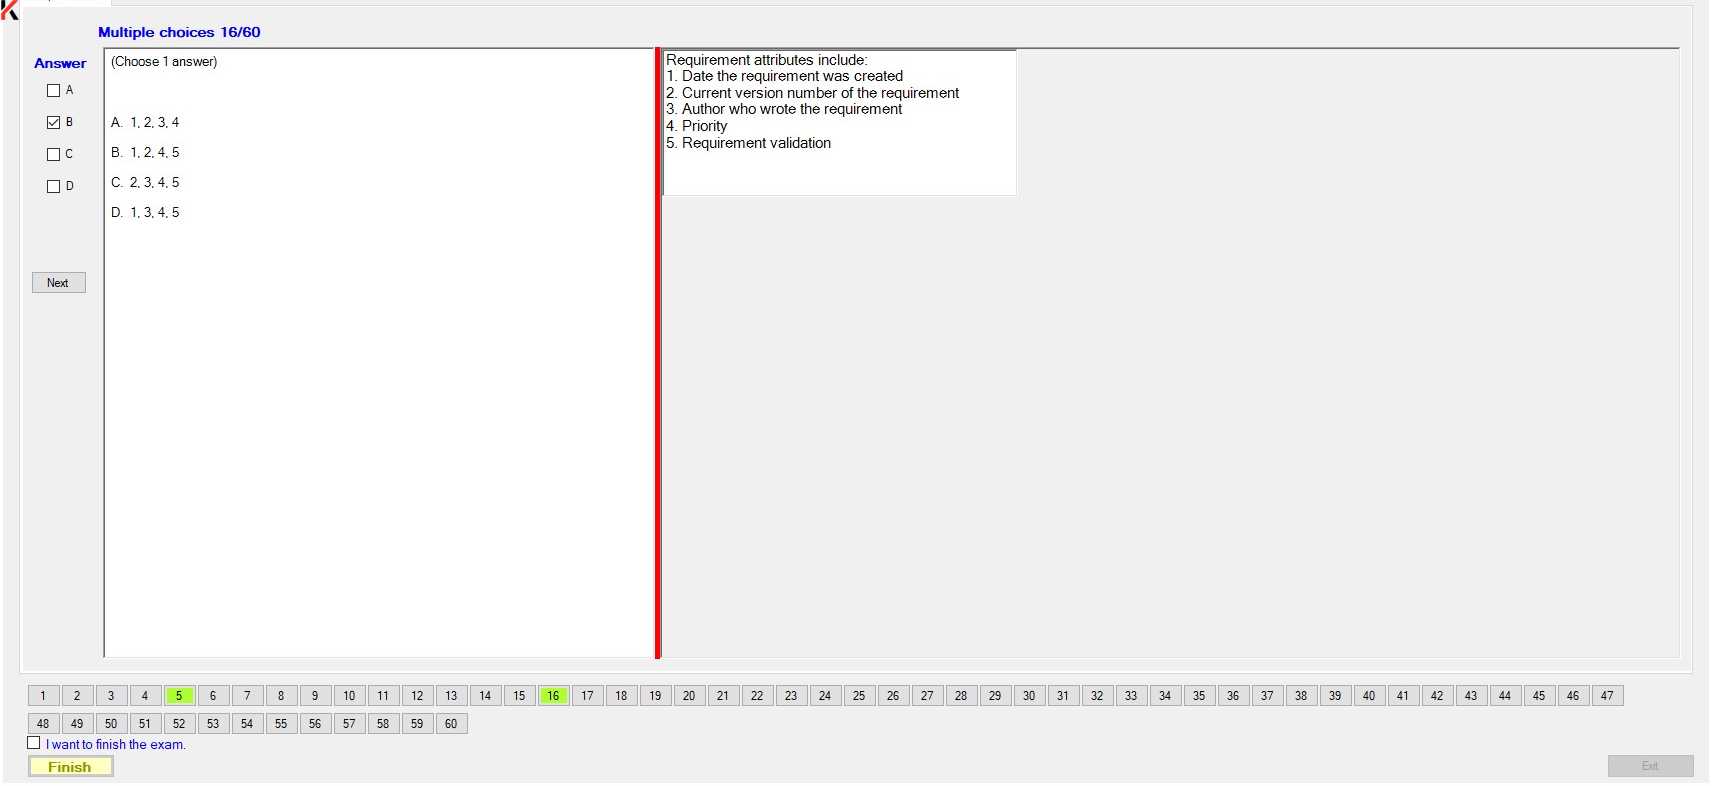 Multiple choices 16/60
Answer
A
B
C
D
Next
(Choose 1 answer)
A. 1, 2, 3, 4
B. 1, 2, 4, 5
C. 2, 3, 4, 5
D. 1, 3, 4, 5
Requirement attributes include:
1. Date the requirement was created
2. Current version number of the requirement
3. Author who wrote the requirement
4. Priority
5. Requirement validation
1 2 3 4 5 6 7 8 9 10 11 12 13 14 15 16 17 18 19 20 21 22 23 24 25 26 27 28 29 30 31 32 33 34 35 36 37 38 39 40 41 42 43 44 45 46 47
48 49 50 51 52 53 54 55 56 57 58 59 60
I want to finish the exam.
Finish
Exit